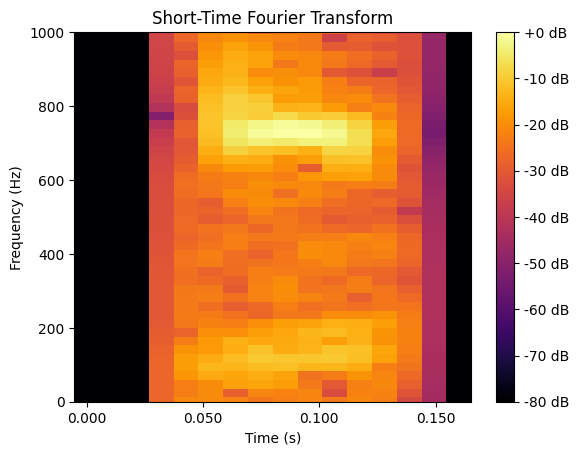 Short-Time Fourier Transform
1000
800
600
400
200
0
Frequency (Hz)
0.000
0.050
0.100
0.150
Time (s)
+0 dB
-10 dB
-20 dB
-30 dB
-40 dB
-50 dB
-60 dB
-70 dB
-80 dB